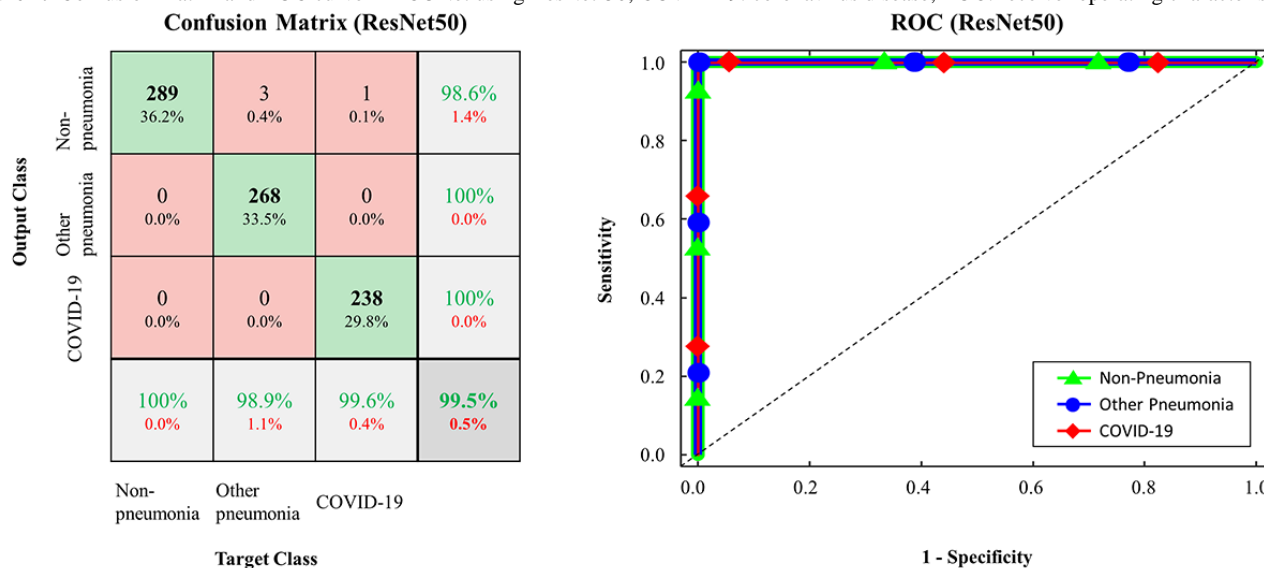 Confusion Matrix (ResNet50)
289 3 1 98.6%
36.2% 0.4% 0.1% 1.4%
0 268 0 100%
0.0% 33.5% 0.0% 0.0%
0 0 238 100%
0.0% 0.0% 29.8% 0.0%
100% 98.9% 99.6% 99.5%
0.0% 1.1% 0.4% 0.5%
Output Class
Non-
pneumonia
Other
pneumonia
COVID-19
Non-
pneumonia
Other
pneumonia
COVID-19
Target Class
ROC (ResNet50)
Sensitivity
1.0
0.8
0.6
0.4
0.2
0.0
0.0 0.2 0.4 0.6 0.8 1.0
1 - Specificity
Non-Pneumonia
Other Pneumonia
COVID-19